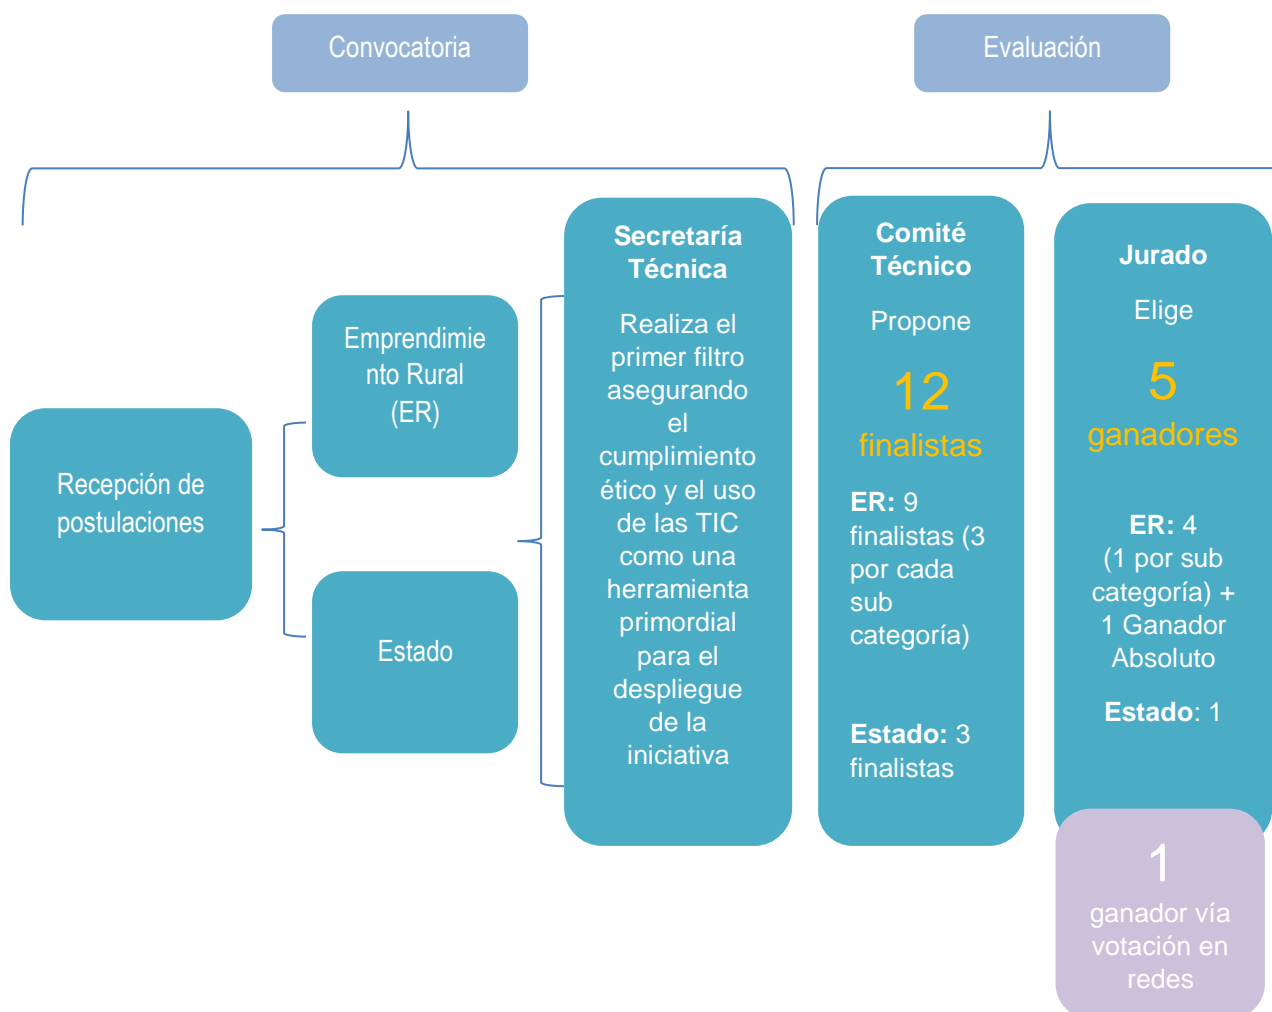 Convocatoria
Evaluación
Recepción de
postulaciones
Emprendimie
nto Rural
(ER)
Estado
Secretaría
Técnica
Realiza el
primer filtro
asegurando
el
cumplimiento
ético y el uso
de las TIC
como una
herramienta
primordial
para el
despliegue
de la
iniciativa
Comité
Técnico
Propone
12
finalistas
ER: 9
finalistas (3
por cada
sub
categoría)
Estado: 3
finalistas
Jurado
Elige
5
ganadores
ER: 4
(1 por sub
categoría) +
1 Ganador
Absoluto
Estado: 1
1
ganador vía
votación en
redes